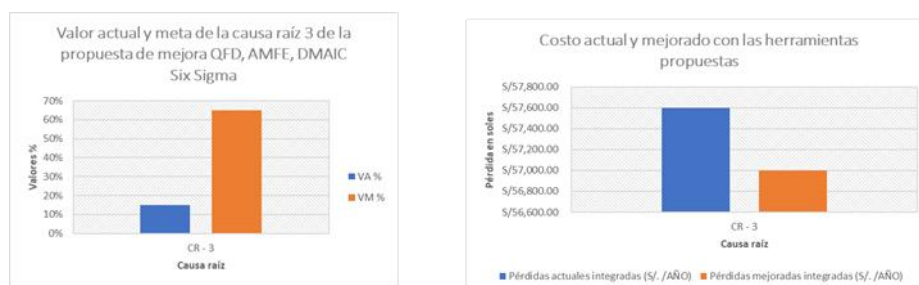 Valor actual y meta de la causa raíz 3 de la
propuesta de mejora QFD, AMFE, DMAIC
Six Sigma
70%
60%
50%
40%
30%
20%
10%
0%
Valores %
CR - 3
Causa raíz
VA %
VM %
Costo actual y mejorado con las herramientas
propuestas
S/57,800.00
S/57,600.00
S/57,400.00
S/57,200.00
S/57,000.00
S/56,800.00
S/56,600.00
Pérdida en soles
CR - 3
Causa raíz
Pérdidas actuales integradas (S/. /AÑO)
Pérdidas mejoradas integradas (S/. /AÑO)